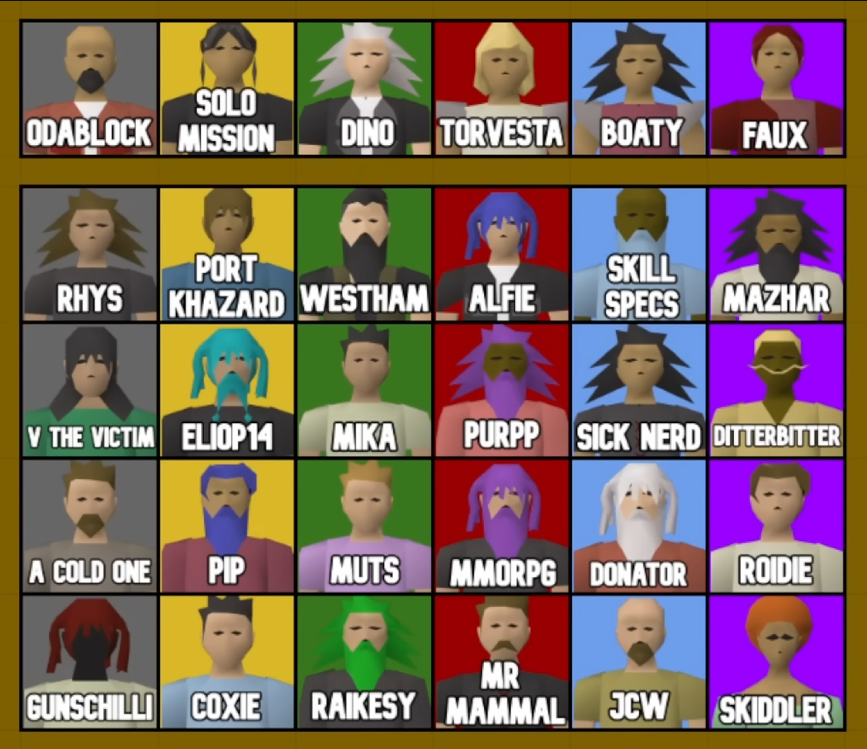 ODABLOCK
SOLO
MISSION
DINO
TORVESTA
BOATY
FAUX
RHYS
PORT
KHAZARD
WESTHAM
ALFIE
SKILL
SPECS
MAZHAR
V THE VICTIM
ELIOP14
MIKA
PURPP
SICK NERD
DITTERBITTER
A COLD ONE
PIP
MUTS
MMORPG
DONATOR
ROIDIE
GUNSCHILLI
COXIE
RAIKESY
MR
MAMMAL
JCW
SKIDDLER